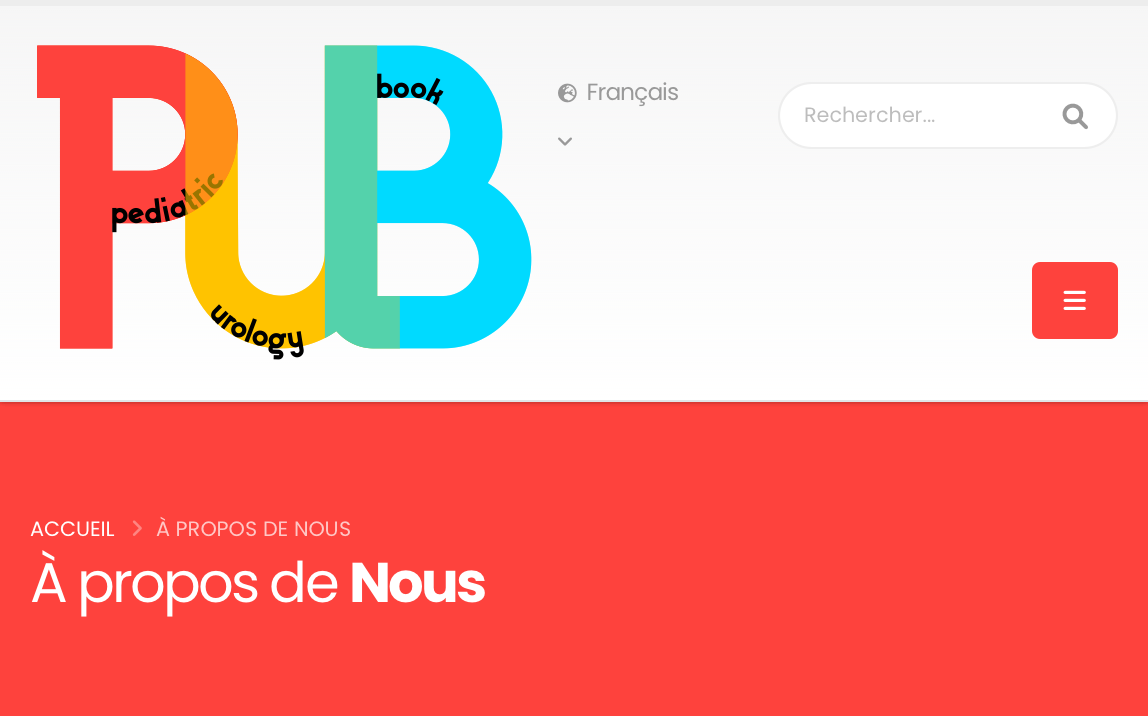 PUB
pediatric
urology
book
Français
Rechercher...
ACCUEIL > À PROPOS DE NOUS
À propos de Nous